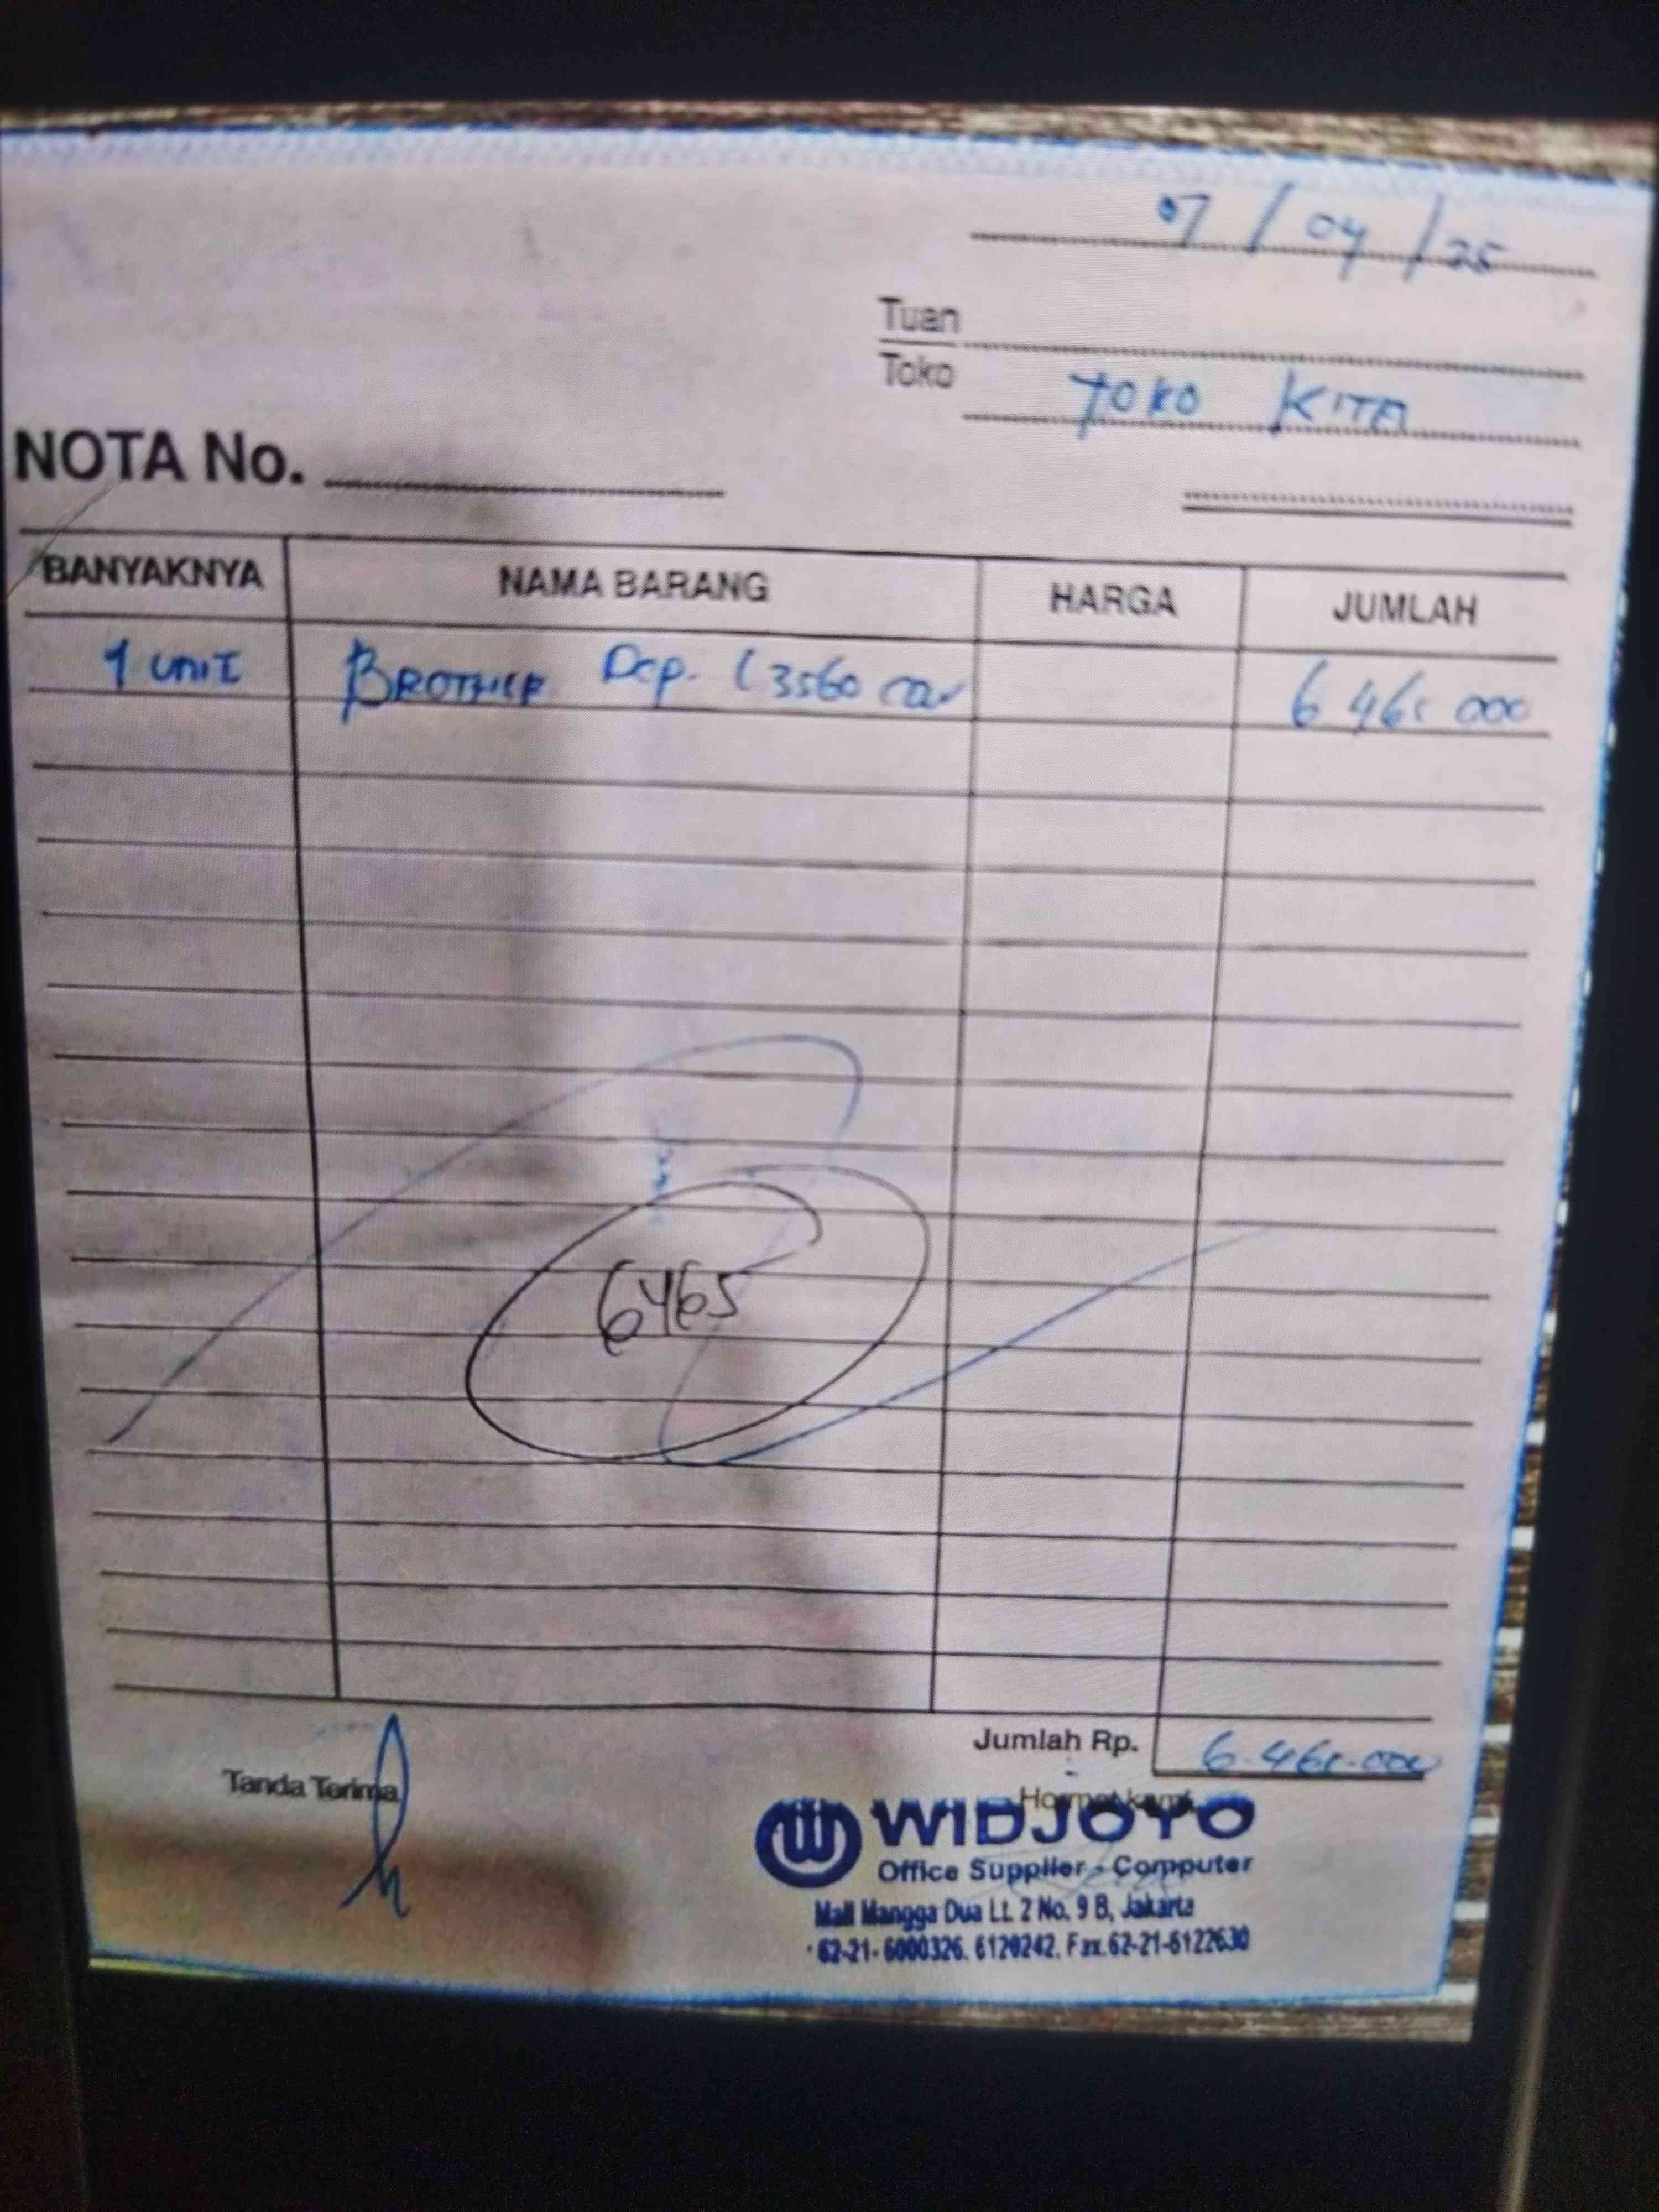 07/04/25
Tuan
Toko TOKO KITA
NOTA No.
BANYAKNYA NAMA BARANG HARGA JUMLAH
1 UNIT BROTHER Dcp. L3560 CDW 6 465 000
6465
Jumlah Rp. 6.465.000
Tanda Terima Hormat kami,
WIDJOYO
Office Supplier - Computer
Mall Mangga Dua Lt. 2 No. 9 B, Jakarta
62-21-6000326, 6120242, Fax.62-21-6122630